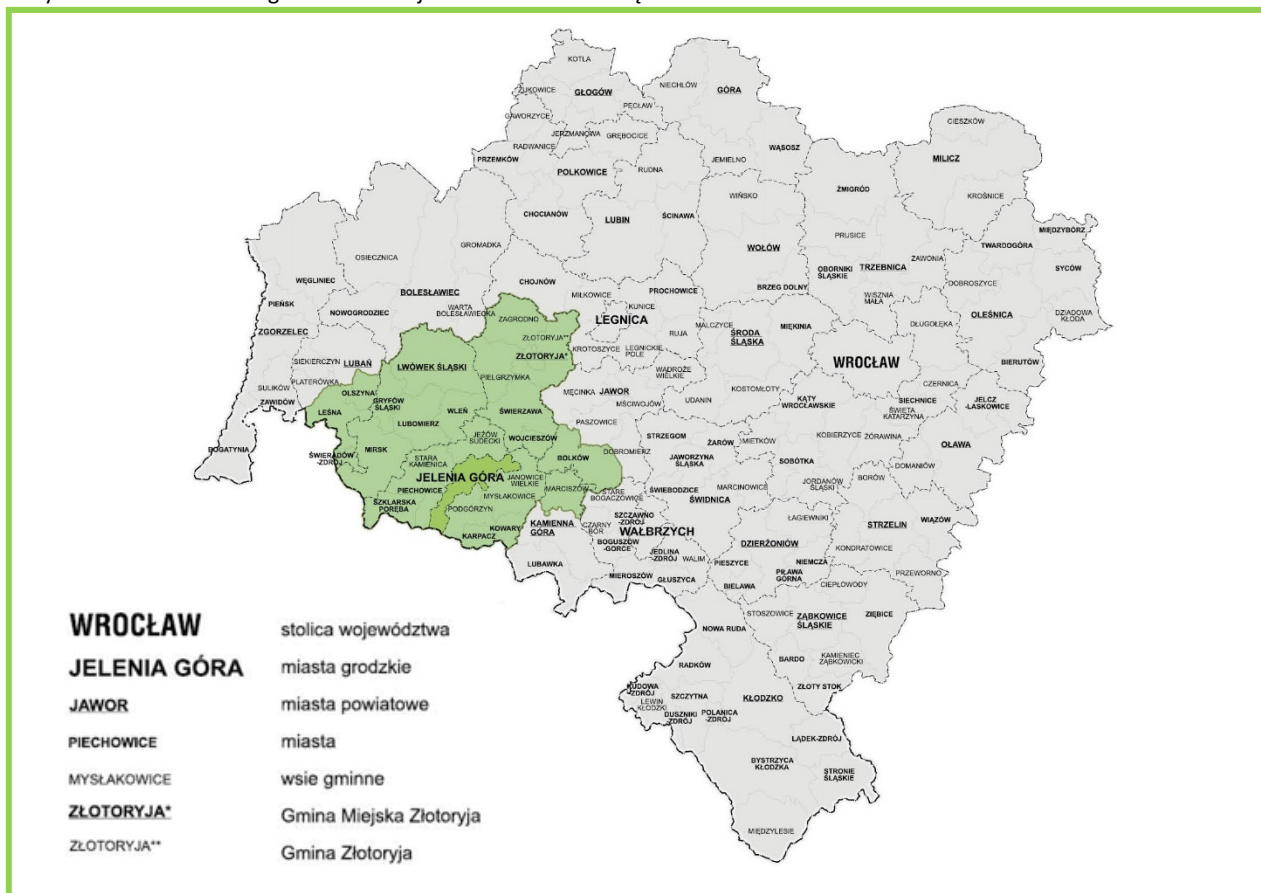 KOTLA
ŻUKOWICE
GŁOGÓW
NIECHLÓW
GÓRA
PĘCŁAW
GAWORZYCE
JERZMANOWA
GRĘBOCICE
CIESZKÓW
RADWANICE
WĄSOSZ
PRZEMKÓW
JEMIELNO
MILICZ
POLKOWICE
RUDNA
ŻMIGRÓD
WIŃSKO
KROŚNICE
CHOCIANÓW
LUBIN
ŚCINAWA
MIĘDZYBÓRZ
PRUSICE
TWARDOGÓRA
GROMADKA
WOŁÓW
OSIECZNICA
ZAWONIA
OBORNIKI
ŚLĄSKIE
TRZEBNICA
SYCÓW
WĘGLINIEC
CHOJNÓW
DOBROSZYCE
BRZEG DOLNY
PROCHOWICE
BOLESŁAWIEC
MIŁKOWICE
WISZNIA
MAŁA
PIEŃSK
KUNICE
NOWOGRODZIEC
WARTA
BOLESŁAWIECKA
ZAGRODNO
LEGNICA
OLEŚNICA
DZIADOWA
KŁODA
MALCZYCE
MIĘKINIA
DŁUGOŁĘKA
ZGORZELEC
RUJA
ŚRODA
ŚLĄSKA
ZŁOTORYJA**
KROTOSZYCE
LEGNICKIE
POLE
ZŁOTORYJA*
WROCŁAW
SIEKIERCZYN
LUBAŃ
BIERUTÓW
LWÓWEK ŚLĄSKI
WĄDROŻE
WIELKIE
PIELGRZYMKA
SULIKÓW
PLATERÓWKA
CZERNICA
OLSZYNA
MĘCINKA
JAWOR
KOSTOMŁOTY
ZAWIDÓW
GRYFÓW
ŚLĄSKI
UDANIN
KĄTY
WROCŁAWSKIE
SIECHNICE
JELCZ
-LASKOWICE
LEŚNA
MŚCIWOJÓW
ŚWIĘTA
KATARZYNA
WLEŃ
ŚWIERZAWA
LUBOMIERZ
PASZOWICE
JEŻÓW
SUDECKI
WOJCIESZÓW
STRZEGOM
ŻARÓW
MIETKÓW
KOBIERZYCE
ŻÓRAWINA
OŁAWA
BOGATYNIA
ŚWIERADÓW
-ZDRÓJ
MIRSK
STARA
KAMIENICA
BOLKÓW
DOBROMIERZ
JAWORZYNA
ŚLĄSKA
SOBÓTKA
DOMANIÓW
JELENIA GÓRA
JANOWICE
WIELKIE
JORDANÓW
ŚLĄSKI
BORÓW
PIECHOWICE
MARCISZÓW
ŚWIEBODZICE
MARCINOWICE
MYSŁAKOWICE
STARE
BOGACZOWICE
ŚWIDNICA
SZKLARSKA
PORĘBA
PODGÓRZYN
SZCZAWNO
-ZDRÓJ
ŁAGIEWNIKI
WIĄZÓW
KOWARY
KAMIENNA
GÓRA
CZARNY
BÓR
WAŁBRZYCH
STRZELIN
KARPACZ
BOGUSZÓW
-GORCE
DZIERŻONIÓW
KONDRATOWICE
JEDLINA
-ZDRÓJ
WALIM
LUBAWKA
PIESZYCE
NIEMCZA
PRZEWORNO
MIEROSZÓW
GŁUSZYCA
PIŁAWA
GÓRNA
BIELAWA
CIEPŁOWODY
STOSZOWICE
ZĄBKOWICE
ŚLĄSKIE
ZIĘBICE
NOWA RUDA
KAMIENIEC
ZĄBKOWICKI
BARDO
RADKÓW
KUDOWA
-ZDRÓJ
ZŁOTY STOK
LEWIN
KŁODZKI
SZCZYTNA
KŁODZKO
DUSZNIKI
-ZDRÓJ
POLANICA
-ZDRÓJ
LĄDEK-ZDRÓJ
BYSTRZYCA
KŁODZKA
STRONIE
ŚLĄSKIE
MIĘDZYLESIE
WROCŁAW stolica województwa
JELENIA GÓRA miasta grodzkie
JAWOR miasta powiatowe
PIECHOWICE miasta
MYSŁAKOWICE wsie gminne
ZŁOTORYJA* Gmina Miejska Złotoryja
ZŁOTORYJA** Gmina Złotoryja